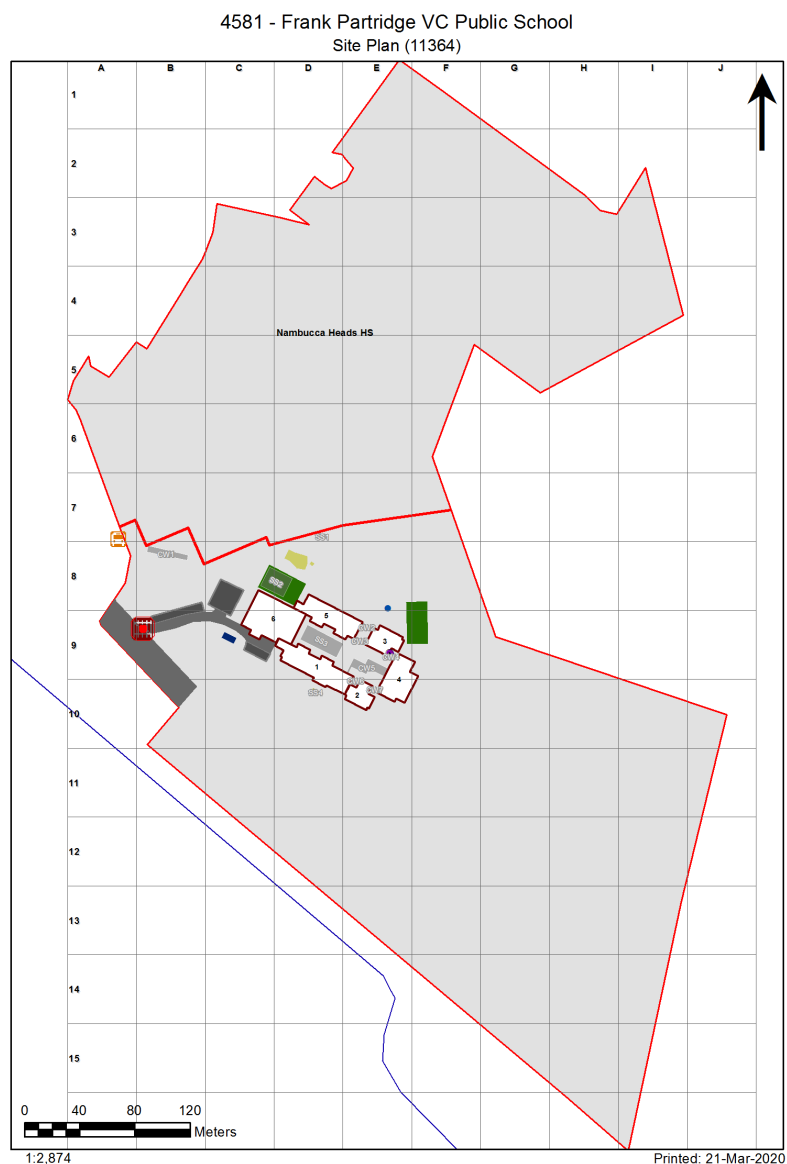 4581 - Frank Partridge VC Public School
Site Plan (11364)
A B C D E F G H I J
1
2
3
4
Nambucca Heads HS
5
6
7
SS1
CW1
8
SS2
5
6
CW3
SS3
3
9
1
CW5
4
2
SS4
10
11
12
13
14
15
0 40 80 120
Meters
1:2,874
Printed: 21-Mar-2020